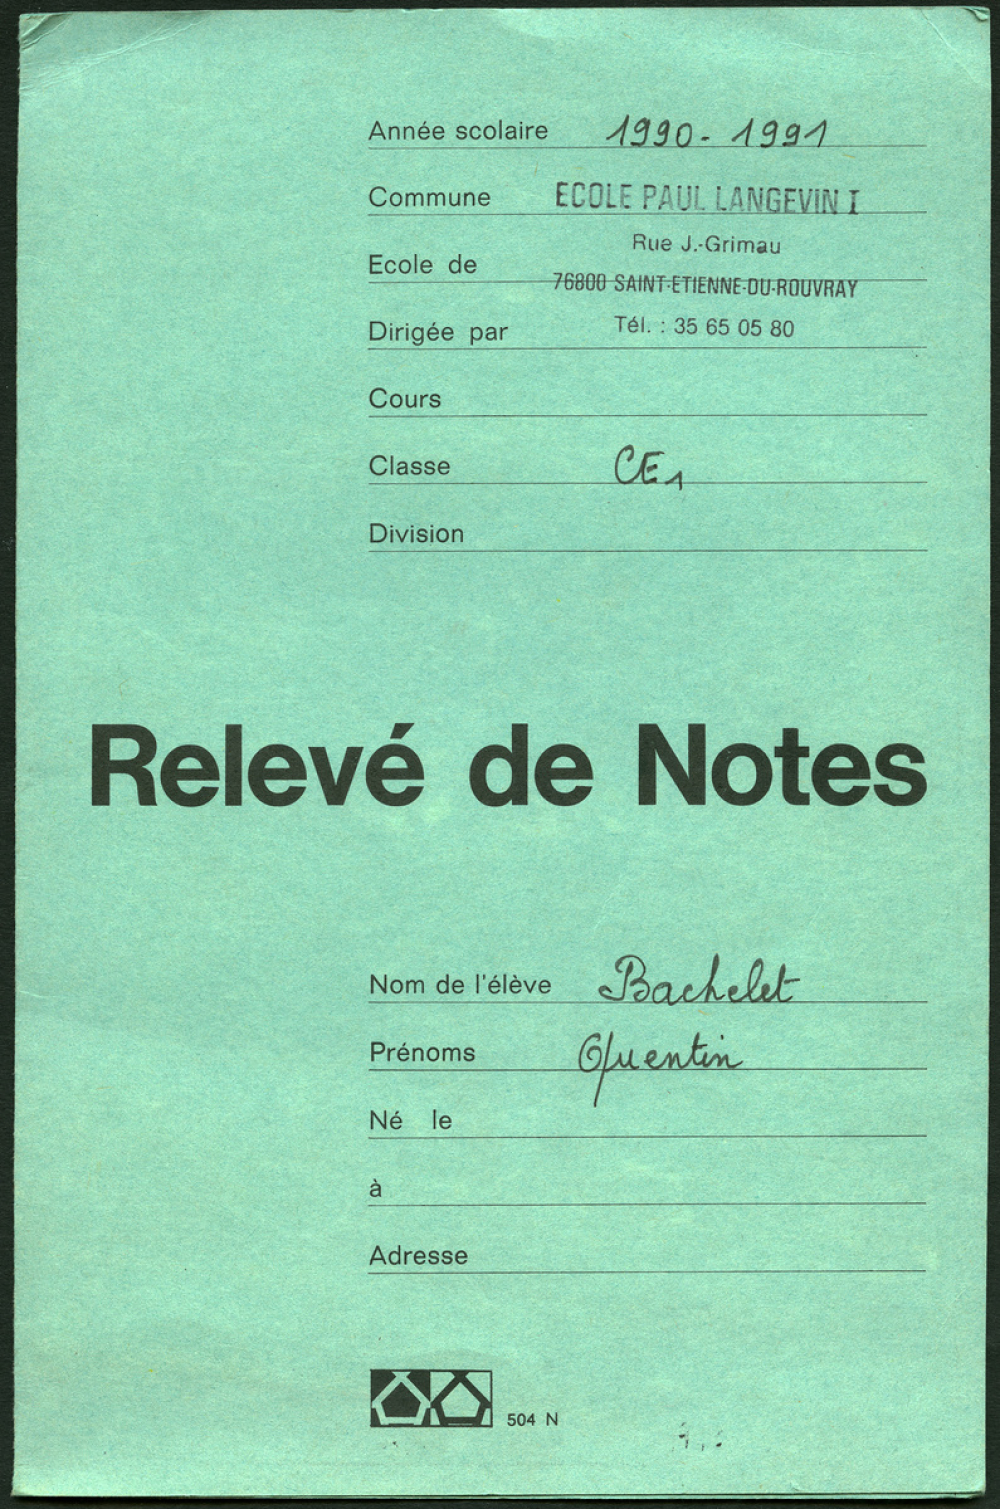 Année scolaire 1990 - 1991
Commune ECOLE PAUL LANGEVIN I
Rue J.-Grimau
Ecole de
76800 SAINT-ETIENNE-DU-ROUVRAY
Dirigée par Tél. : 35 65 05 80
Cours
Classe CE1
Division
Relevé de Notes
Nom de l'élève Bachelet
Prénoms Quentin
Né le
à
Adresse
504 N